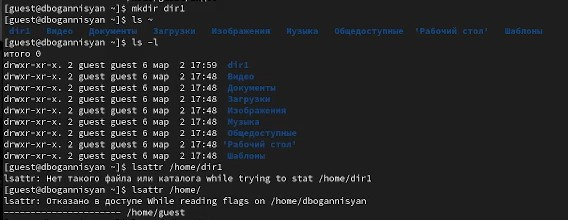 [guest@dbogannisyan ~]$ mkdir dir1
[guest@dbogannisyan ~]$ ls ~
dir1 Видео Документы Загрузки Изображения Музыка Общедоступные 'Рабочий стол' Шаблоны
[guest@dbogannisyan ~]$ ls -l
итого 0
drwxr-xr-x. 2 guest guest 6 мар 2 17:59 dir1
drwxr-xr-x. 2 guest guest 6 мар 2 17:48 Видео
drwxr-xr-x. 2 guest guest 6 мар 2 17:48 Документы
drwxr-xr-x. 2 guest guest 6 мар 2 17:48 Загрузки
drwxr-xr-x. 2 guest guest 6 мар 2 17:48 Изображения
drwxr-xr-x. 2 guest guest 6 мар 2 17:48 Музыка
drwxr-xr-x. 2 guest guest 6 мар 2 17:48 Общедоступные
drwxr-xr-x. 2 guest guest 6 мар 2 17:48 'Рабочий стол'
drwxr-xr-x. 2 guest guest 6 мар 2 17:48 Шаблоны
[guest@dbogannisyan ~]$ lsattr /home/dir1
lsattr: Нет такого файла или каталога while trying to stat /home/dir1
[guest@dbogannisyan ~]$ lsattr /home/
lsattr: Отказано в доступе While reading flags on /home/dbogannisyan
---------------------- /home/guest